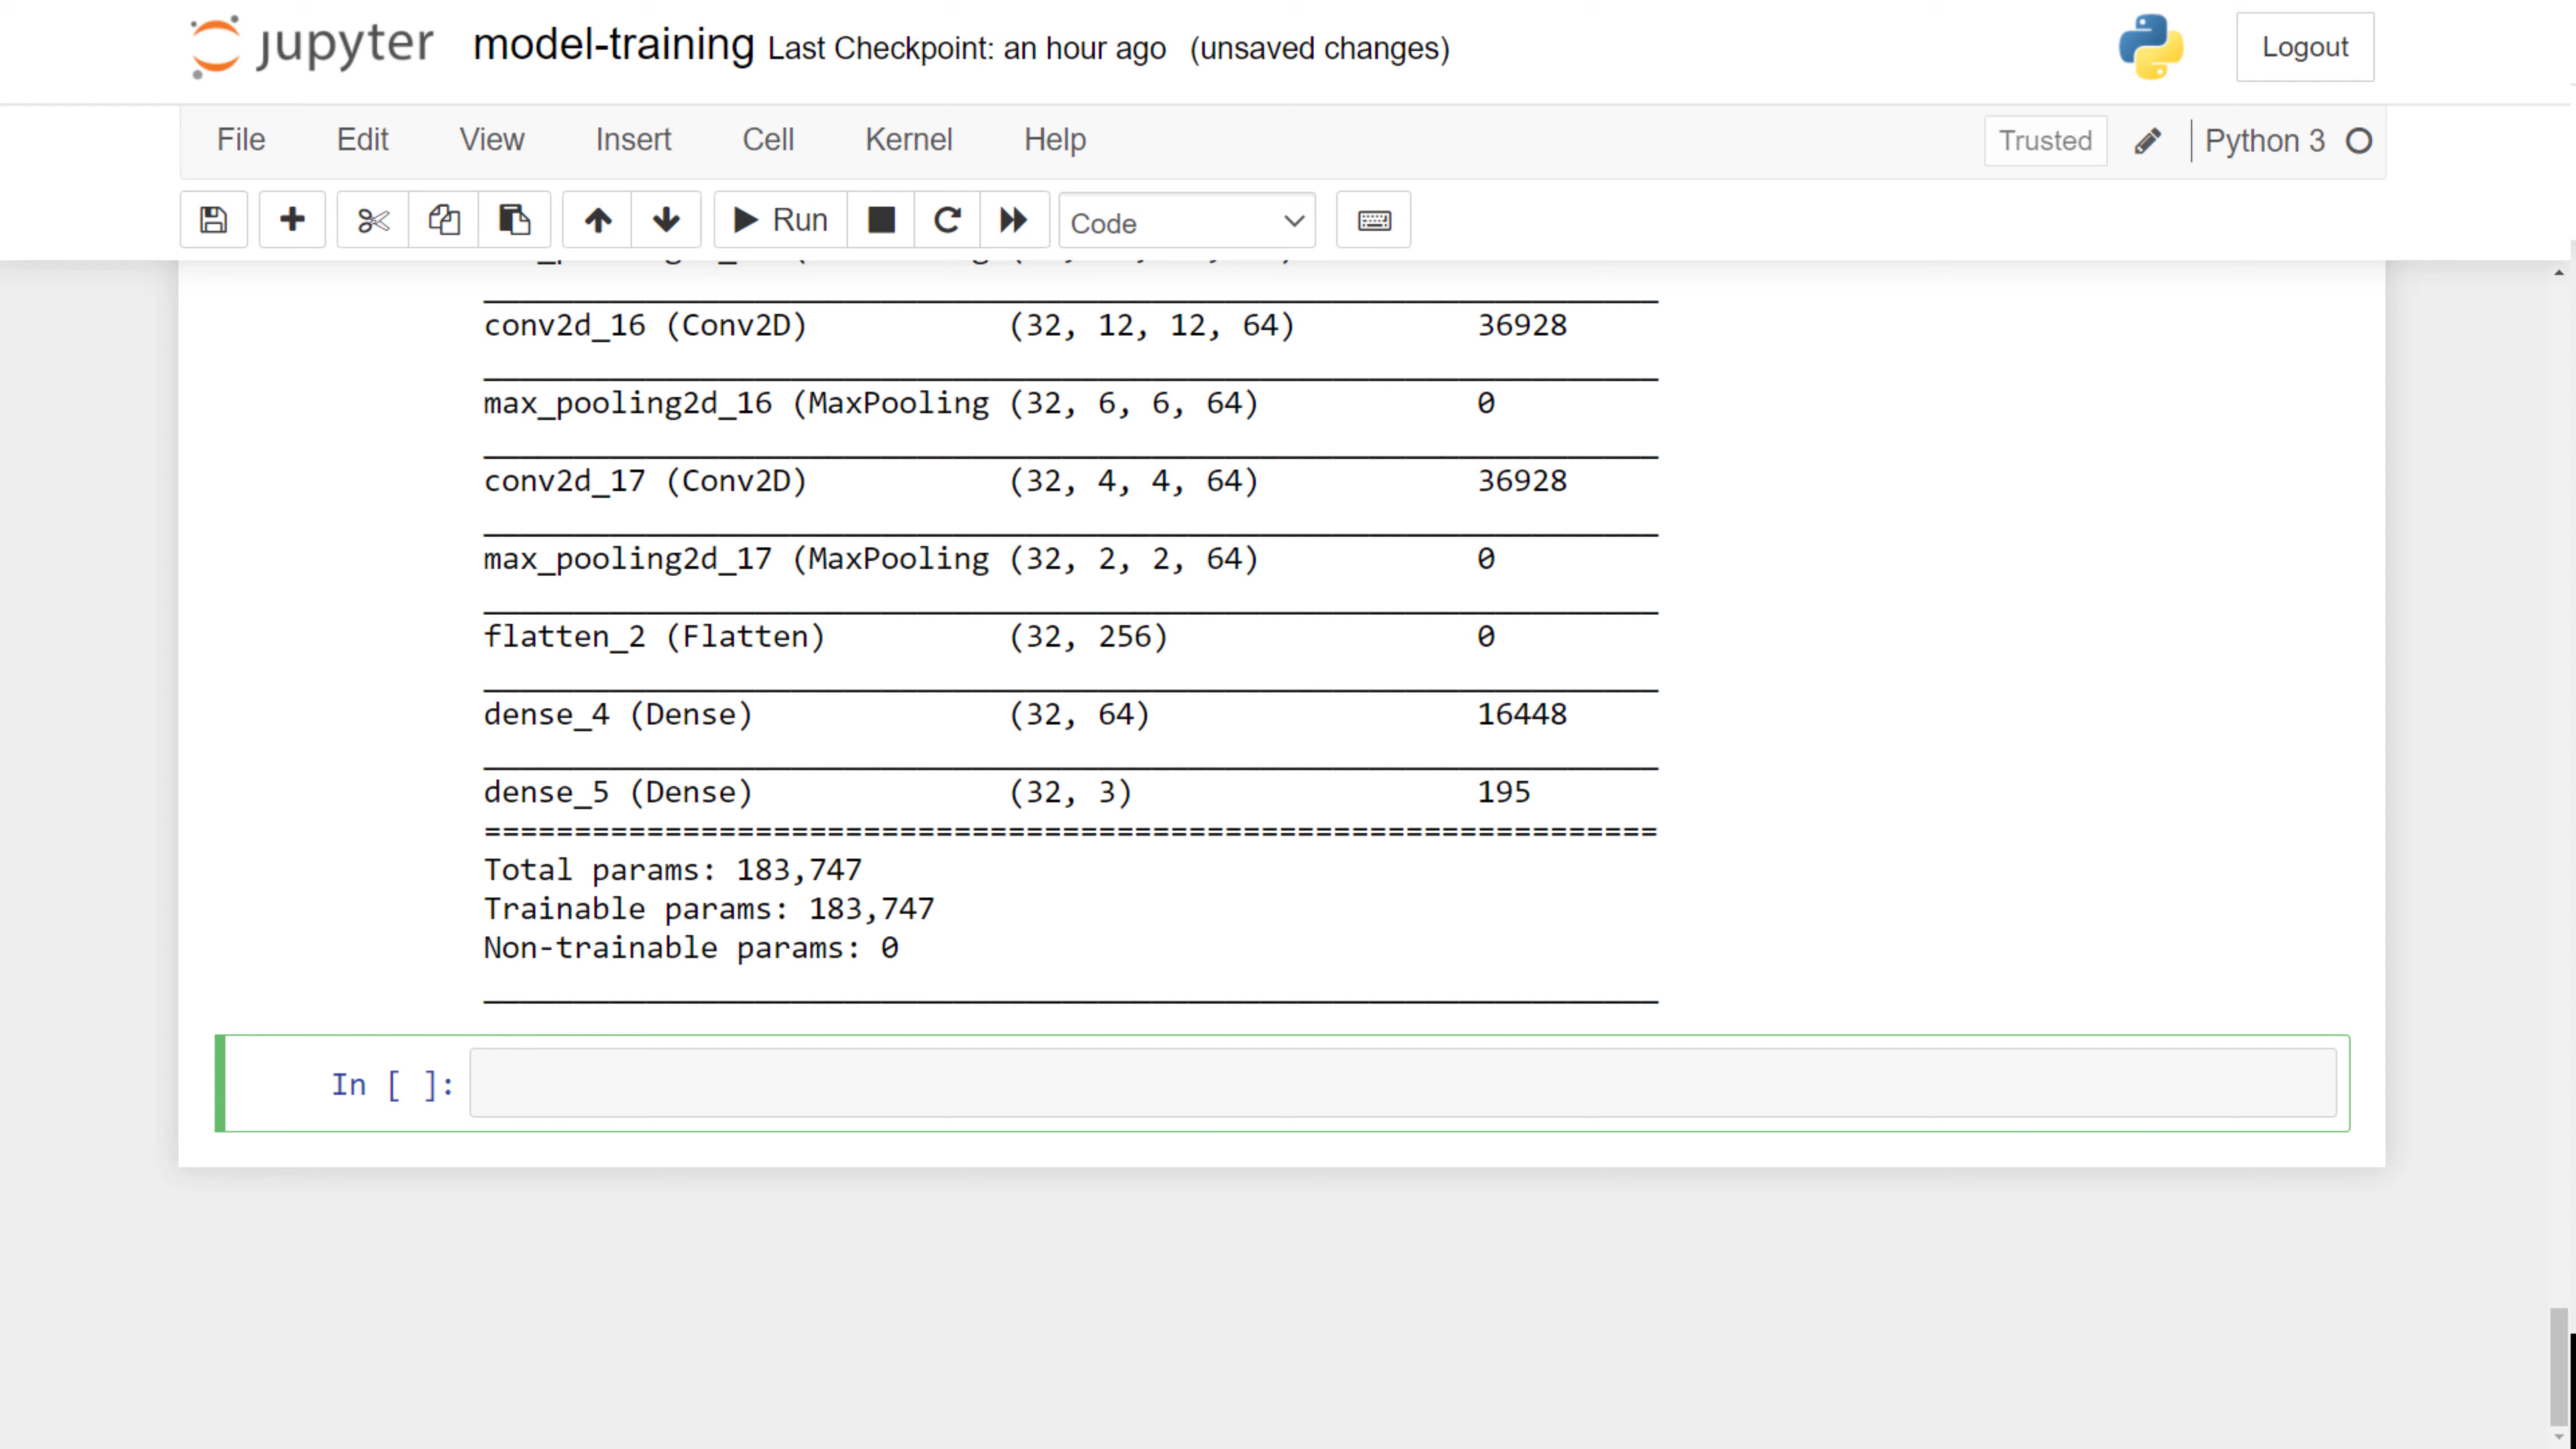 jupyter model-training Last Checkpoint: an hour ago (unsaved changes) Logout
File Edit View Insert Cell Kernel Help Trusted Python 3
Run Code
conv2d_16 (Conv2D) (32, 12, 12, 64) 36928
max_pooling2d_16 (MaxPooling (32, 6, 6, 64) 0
conv2d_17 (Conv2D) (32, 4, 4, 64) 36928
max_pooling2d_17 (MaxPooling (32, 2, 2, 64) 0
flatten_2 (Flatten) (32, 256) 0
dense_4 (Dense) (32, 64) 16448
dense_5 (Dense) (32, 3) 195
=================================================================
Total params: 183,747
Trainable params: 183,747
Non-trainable params: 0
In [ ]: